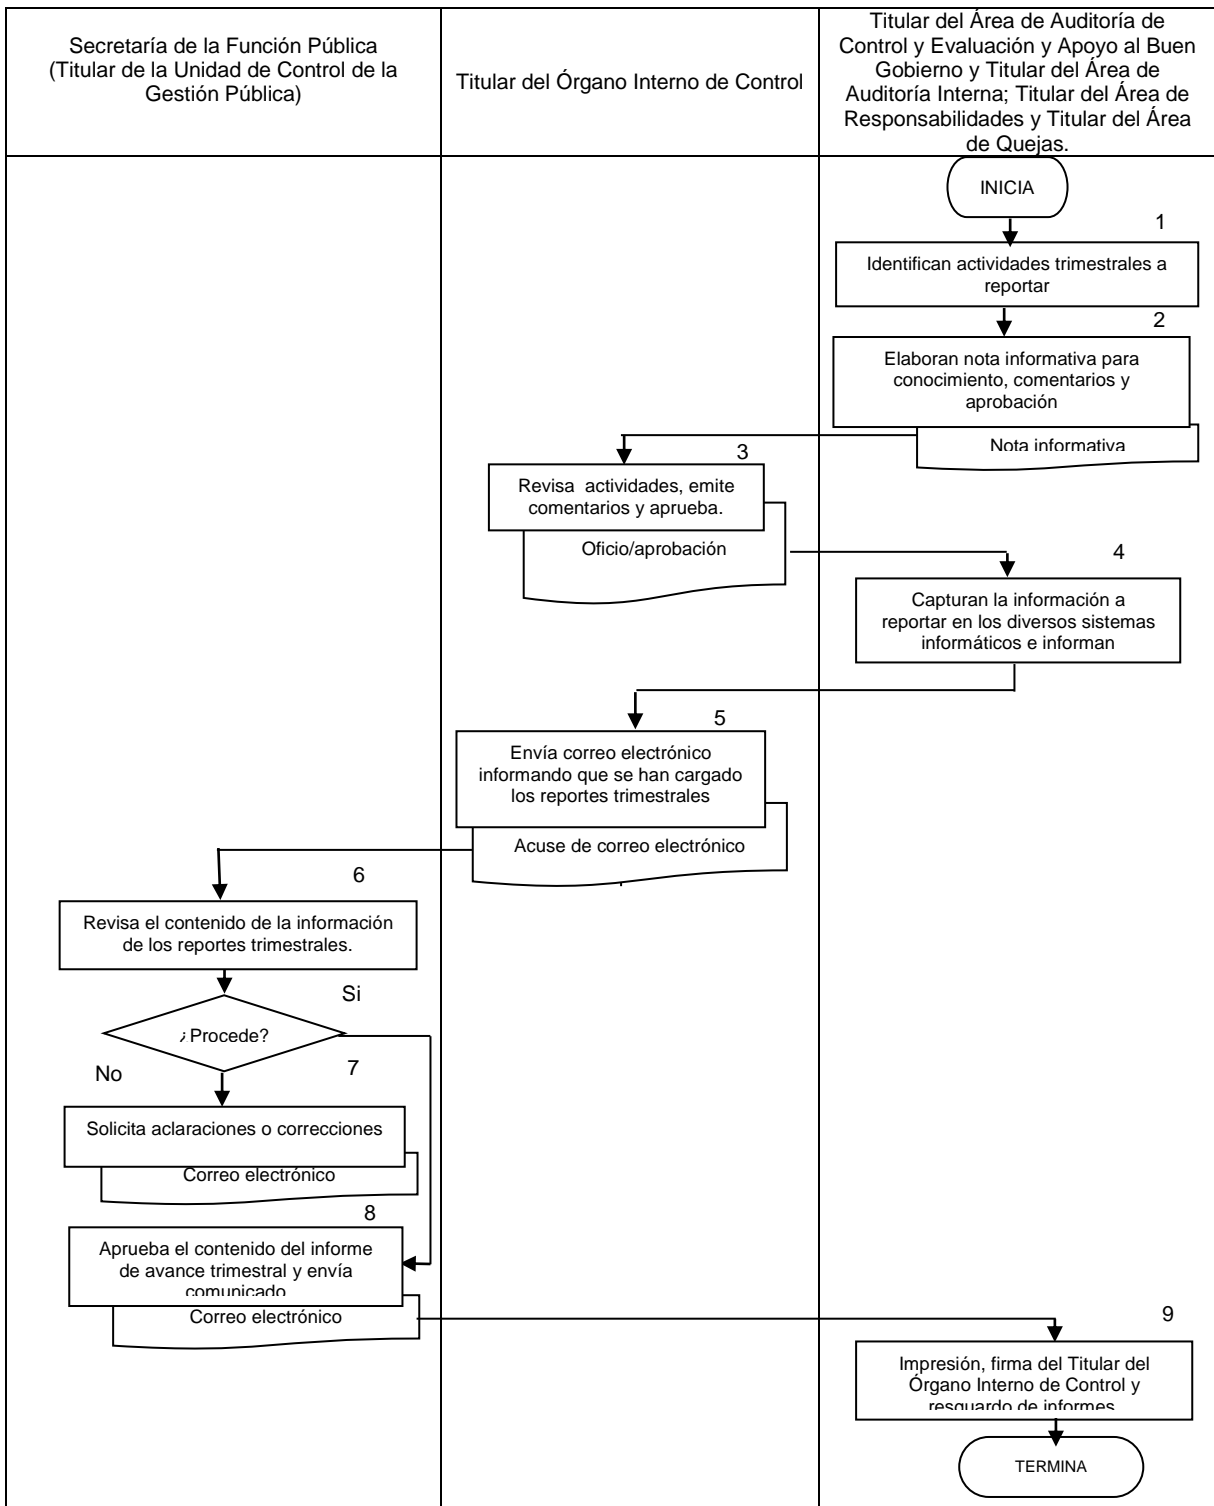 Secretaría de la Función Pública
(Titular de la Unidad de Control de la
Gestión Pública)
Titular del Órgano Interno de Control
Titular del Área de Auditoría de
Control y Evaluación y Apoyo al Buen
Gobierno y Titular del Área de
Auditoría Interna; Titular del Área de
Responsabilidades y Titular del Área
de Quejas.
INICIA
1
Identifican actividades trimestrales a
reportar
2
Elaboran nota informativa para
conocimiento, comentarios y
aprobación
Nota informativa
3
Revisa actividades, emite
comentarios y aprueba.
Oficio/aprobación
4
Capturan la información a
reportar en los diversos sistemas
informáticos e informan
5
Envía correo electrónico
informando que se han cargado
los reportes trimestrales
Acuse de correo electrónico
6
Revisa el contenido de la información
de los reportes trimestrales.
Si
¿Procede?
7
No
Solicita aclaraciones o correcciones
Correo electrónico
8
Aprueba el contenido del informe
de avance trimestral y envía
comunicado
Correo electrónico
9
Impresión, firma del Titular del
Órgano Interno de Control y
resguardo de informes
TERMINA